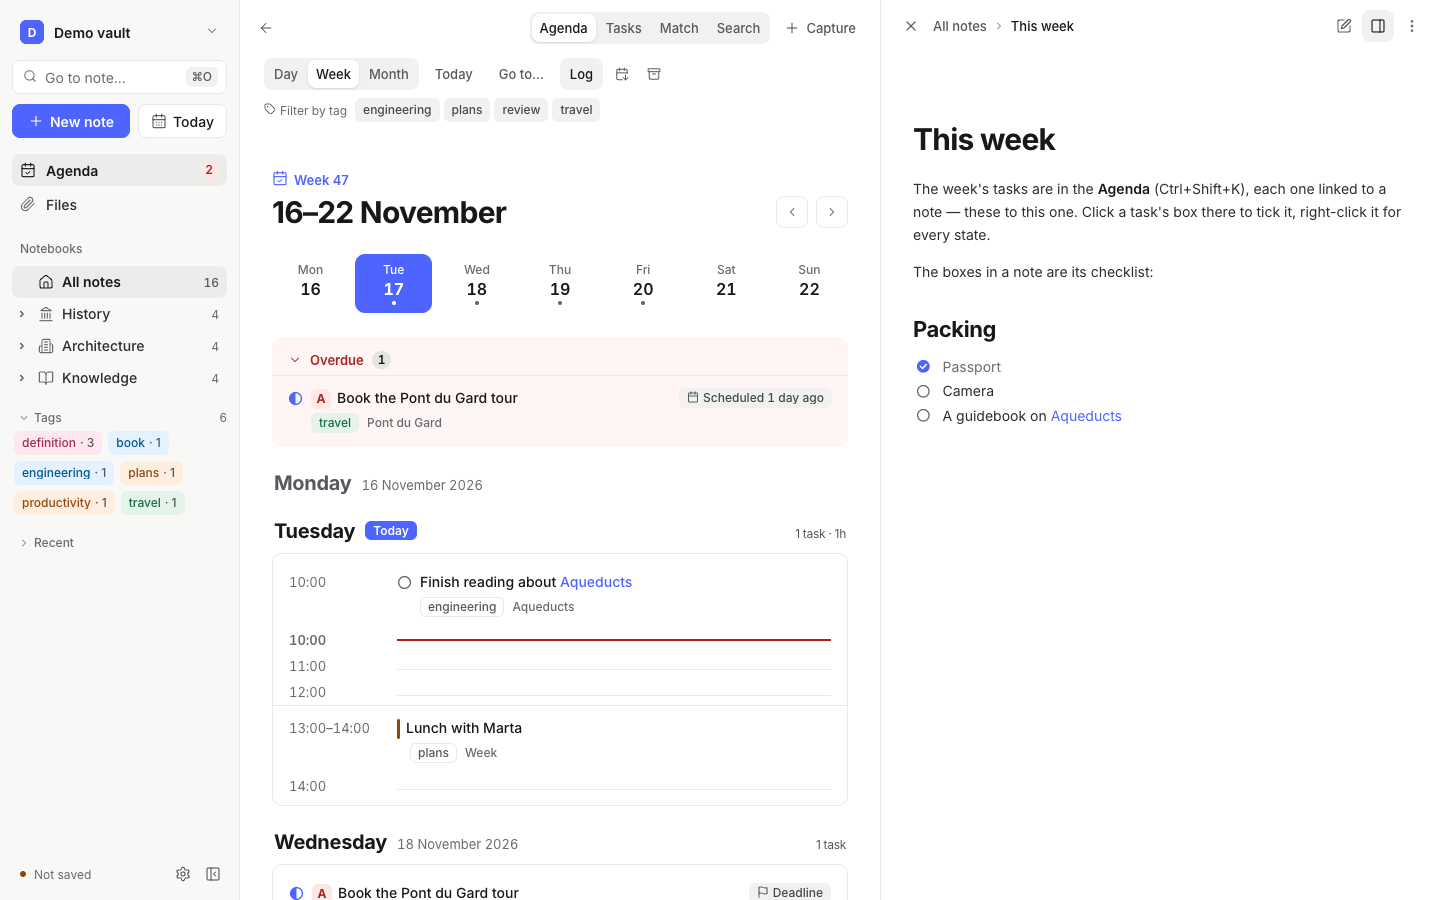 D Demo vault
Go to note... ⌘O
New note
Today
Agenda 2
Files
Notebooks
All notes 16
History 4
Architecture 4
Knowledge 4
Tags 6
definition · 3
book · 1
engineering · 1
plans · 1
productivity · 1
travel · 1
Recent
Not saved
Agenda Tasks Match Search Capture
Day Week Month Today Go to... Log
Filter by tag engineering plans review travel
Week 47
16–22 November
Mon Tue Wed Thu Fri Sat Sun
16 17 18 19 20 21 22
Overdue 1
A Book the Pont du Gard tour Scheduled 1 day ago
travel Pont du Gard
Monday 16 November 2026
Tuesday Today 1 task · 1h
10:00 Finish reading about Aqueducts
engineering Aqueducts
10:00
11:00
12:00
13:00–14:00 Lunch with Marta
plans Week
14:00
Wednesday 18 November 2026 1 task
A Book the Pont du Gard tour Deadline
All notes This week
This week
The week's tasks are in the Agenda (Ctrl+Shift+K), each one linked to a
note — these to this one. Click a task's box there to tick it, right-click it for
every state.
The boxes in a note are its checklist:
Packing
Passport
Camera
A guidebook on Aqueducts